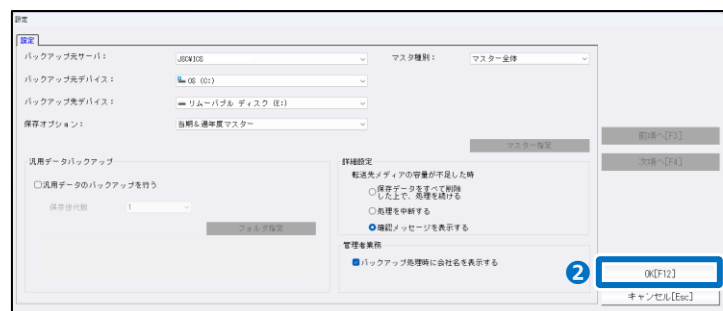 設定
設定
バックアップ元サーバ： JSC¥ICS マスタ種別： マスター全体
バックアップ元デバイス： OS (C:)
バックアップ先デバイス： リムーバブル ディスク (E:)
保存オプション： 当期&過年度マスター
マスター指定
前頁へ[F3]
次頁へ[F4]
汎用データバックアップ
□汎用データのバックアップを行う
保存世代数 1
フォルダ指定
詳細設定
転送先メディアの容量が不足した時
保存データをすべて削除
した上で、処理を続ける
処理を中断する
確認メッセージを表示する
管理者業務
バックアップ処理時に会社名を表示する
2
OK[F12]
キャンセル[Esc]